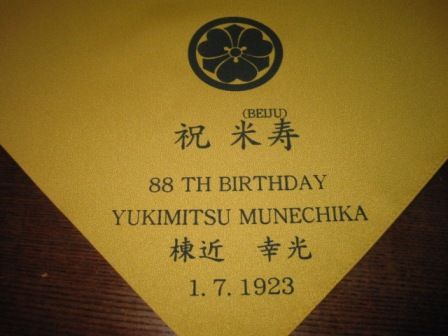 (BEIJU)
祝 米寿
88 TH BIRTHDAY
YUKIMITSU MUNECHIKA
棟近 幸光
1. 7. 1923